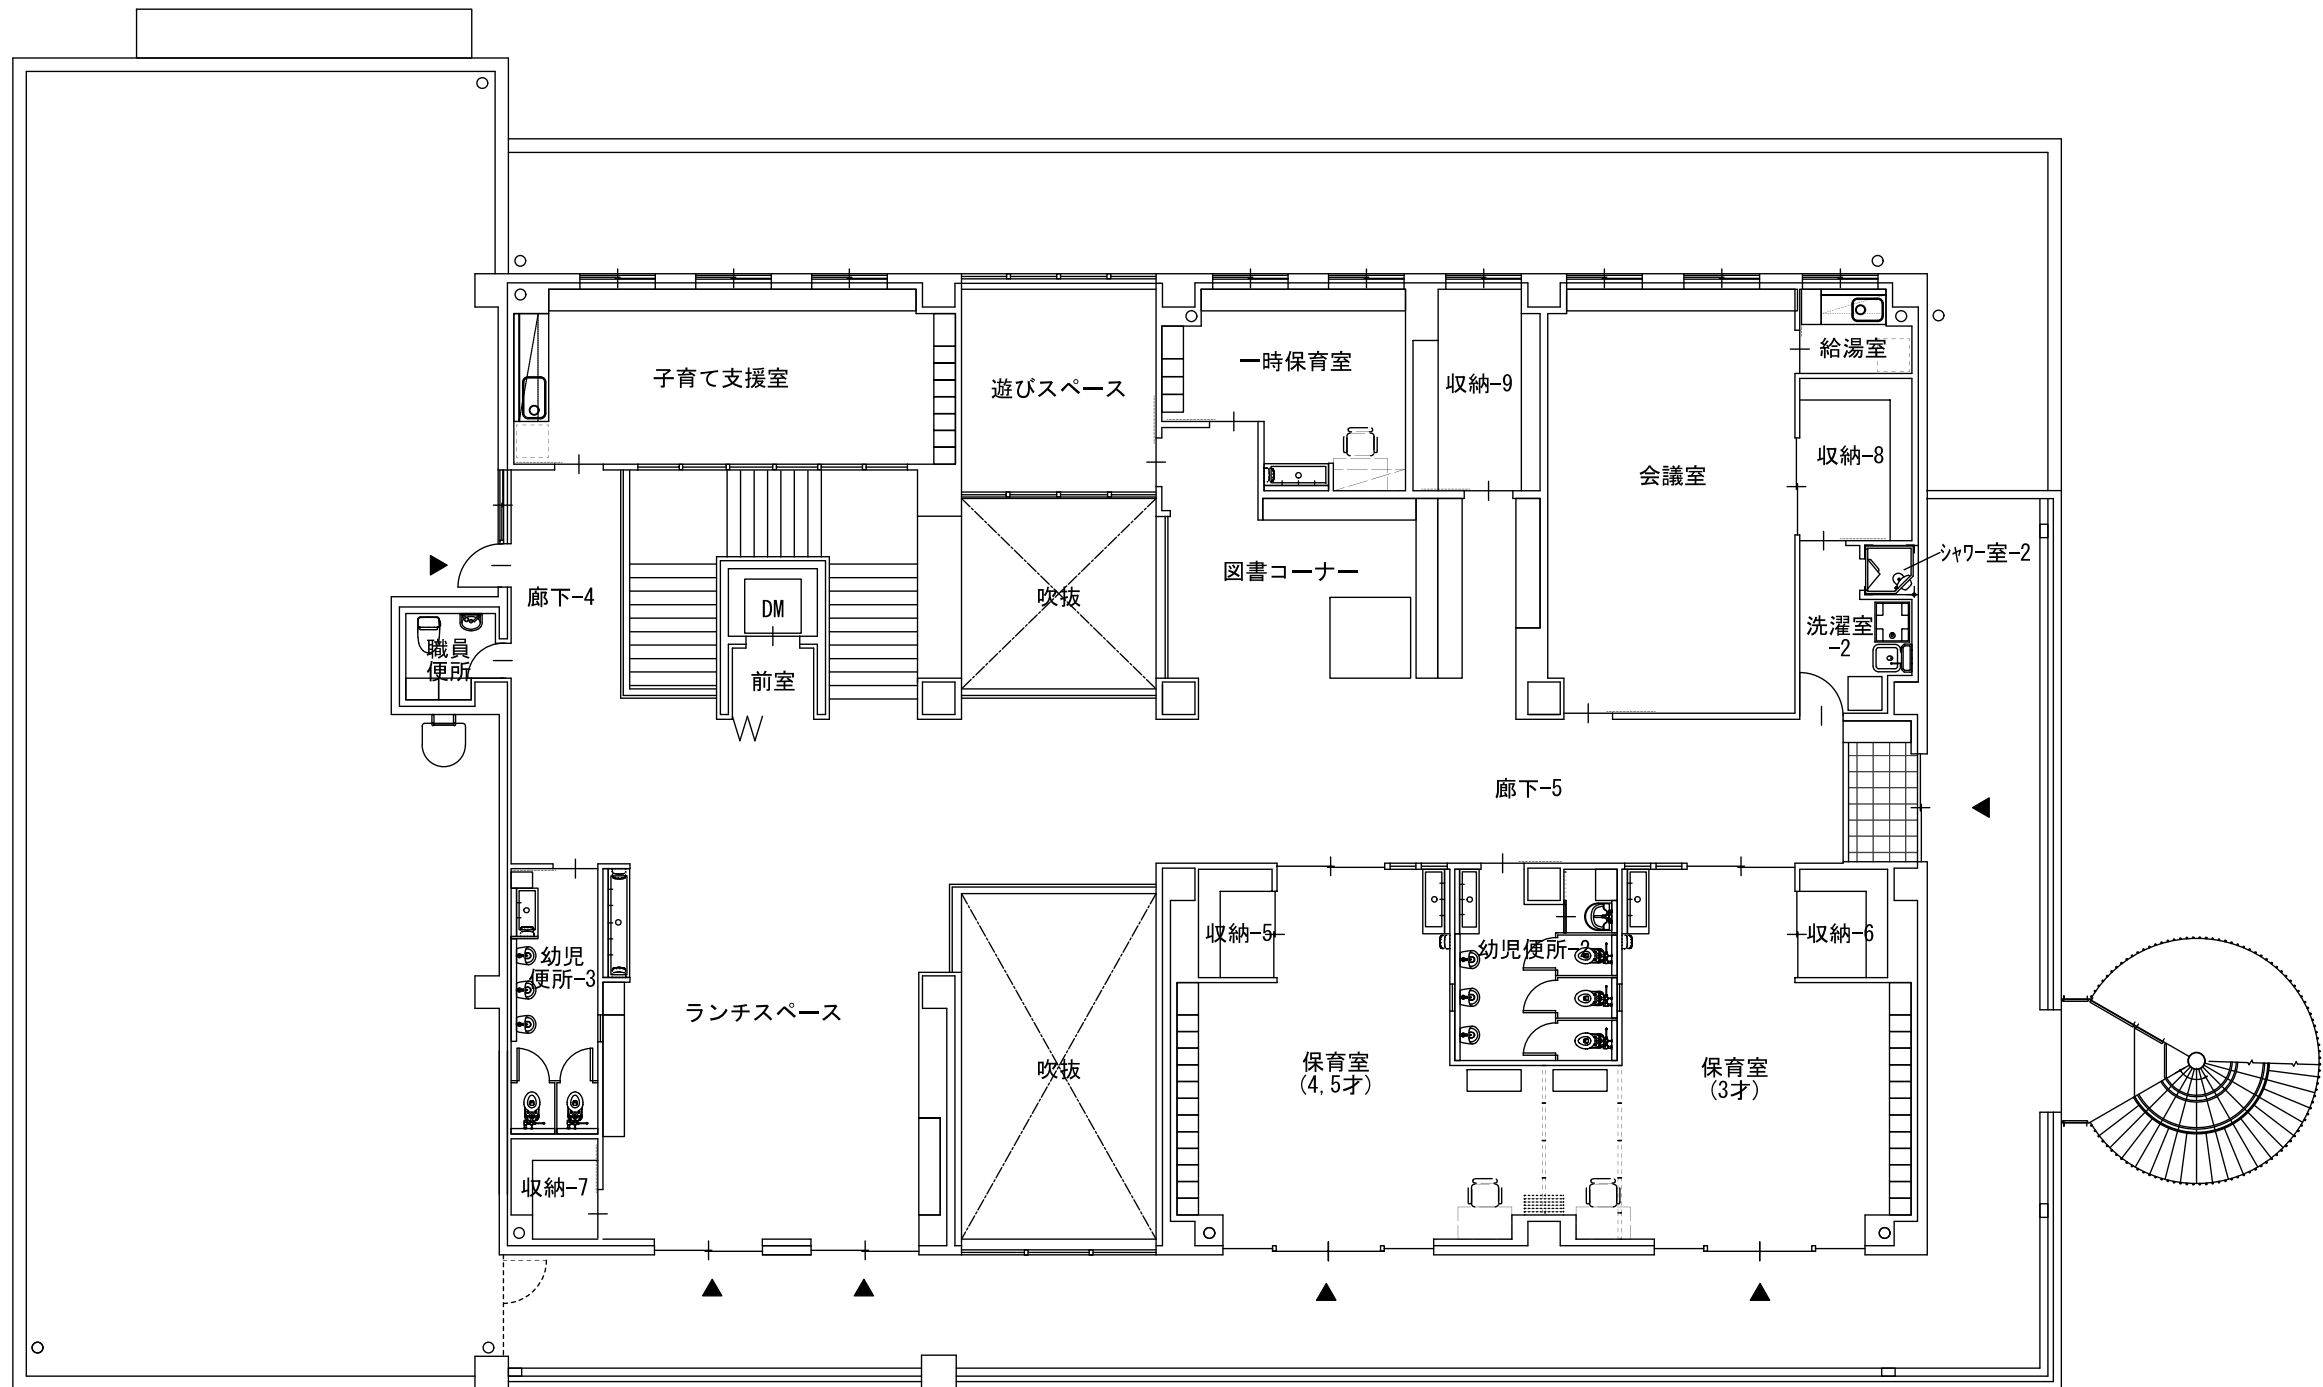 子育て支援室
遊びスペース
一時保育室
収納-9
会議室
給湯室
収納-8
シャワー室-2
洗濯室
-2
図書コーナー
吹抜
廊下-4
DM
前室
職員
便所
廊下-5
幼児
便所-3
ランチスペース
収納-7
吹抜
収納-5
保育室
(4,5才)
幼児便所-2
収納-6
保育室
(3才)